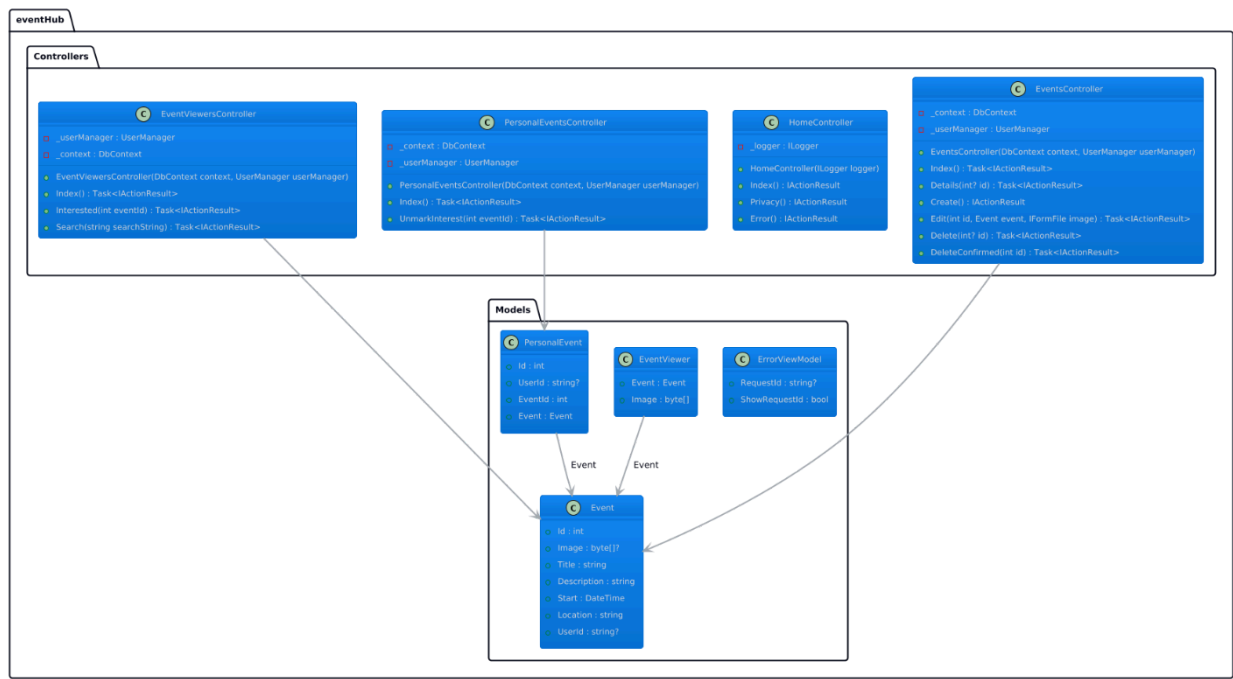 eventHub
Controllers
C EventViewersController
_userManager : UserManager
_context : DbContext
EventViewersController(DbContext context, UserManager userManager)
Index() : Task<IActionResult>
Interested(int eventId) : Task<IActionResult>
Search(string searchString) : Task<IActionResult>
C PersonalEventsController
_context : DbContext
_userManager : UserManager
PersonalEventsController(DbContext context, UserManager userManager)
Index() : Task<IActionResult>
UnmarkInterest(int eventId) : Task<IActionResult>
C HomeController
_logger : ILogger
HomeController(ILogger logger)
Index() : IActionResult
Privacy() : IActionResult
Error() : IActionResult
C EventsController
_context : DbContext
_userManager : UserManager
EventsController(DbContext context, UserManager userManager)
Index() : Task<IActionResult>
Details(int? id) : Task<IActionResult>
Create() : IActionResult
Edit(int id, Event event, IFormFile image) : Task<IActionResult>
Delete(int? id) : Task<IActionResult>
DeleteConfirmed(int id) : Task<IActionResult>
Models
C PersonalEvent
Id : int
UserId : string?
EventId : int
Event : Event
C EventViewer
Event : Event
Image : byte[]
C ErrorViewModel
RequestId : string?
ShowRequestId : bool
Event
Event
C Event
Id : int
Image : byte[]?
Title : string
Description : string
Start : DateTime
Location : string
UserId : string?